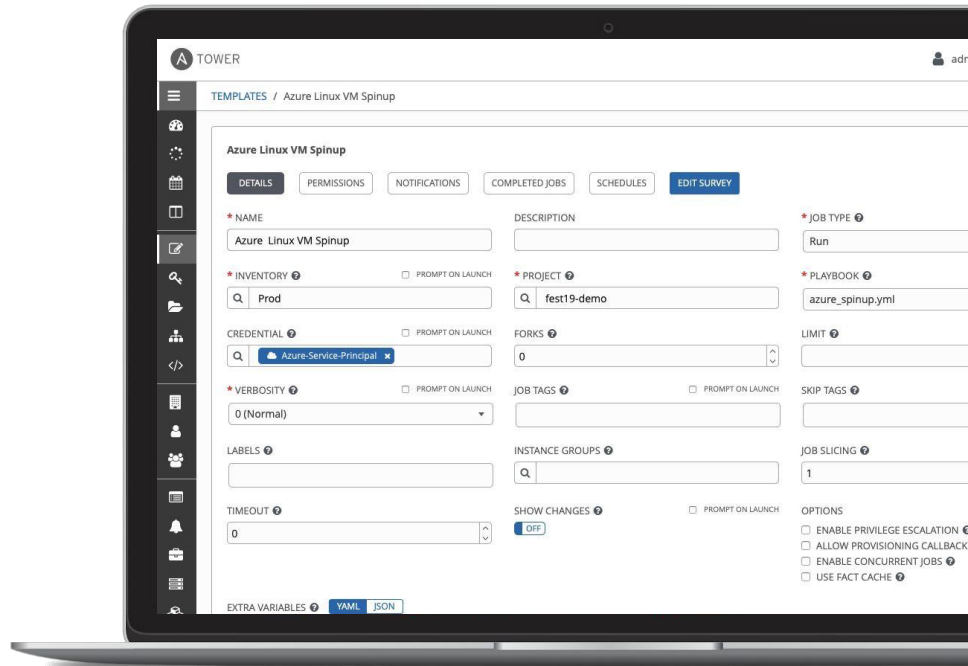 A TOWER
adm
TEMPLATES / Azure Linux VM Spinup
Azure Linux VM Spinup
DETAILS PERMISSIONS NOTIFICATIONS COMPLETED JOBS SCHEDULES EDIT SURVEY
* NAME DESCRIPTION * JOB TYPE ?
Azure Linux VM Spinup Run
* INVENTORY ? PROMPT ON LAUNCH * PROJECT ? * PLAYBOOK ?
Prod fest19-demo azure_spinup.yml
CREDENTIAL ? PROMPT ON LAUNCH FORKS ? LIMIT ?
Azure-Service-Principal × 0
* VERBOSITY ? PROMPT ON LAUNCH JOB TAGS ? PROMPT ON LAUNCH SKIP TAGS ?
0 (Normal)
LABELS ? INSTANCE GROUPS ? JOB SLICING ?
1
TIMEOUT ? SHOW CHANGES ? PROMPT ON LAUNCH OPTIONS
0 OFF
ENABLE PRIVILEGE ESCALATION ?
ALLOW PROVISIONING CALLBACK
ENABLE CONCURRENT JOBS ?
USE FACT CACHE ?
EXTRA VARIABLES ? YAML JSON